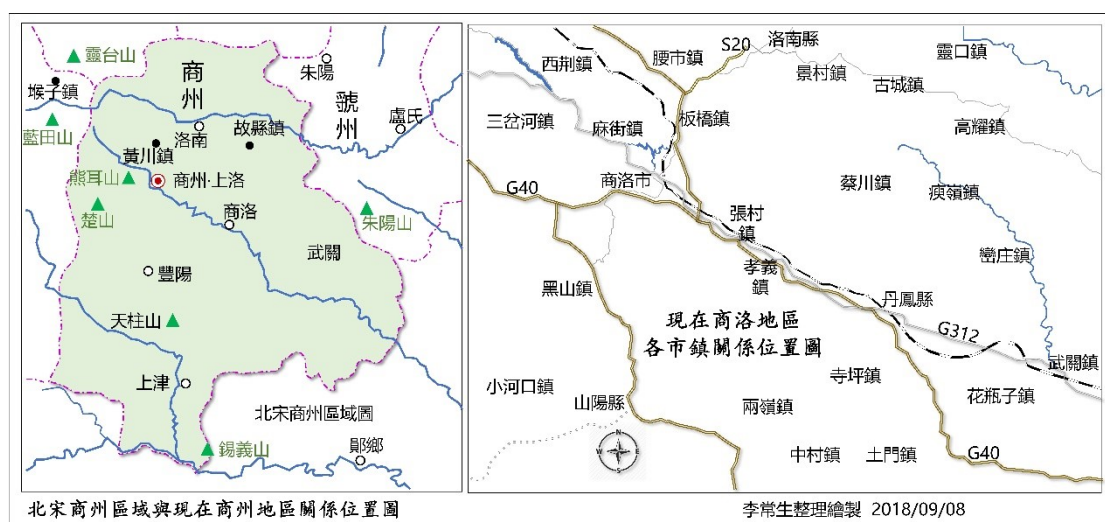 靈台山
堠子鎮
藍田山
商州
朱陽
虢州
盧氏
洛南
故縣鎮
黃川鎮
熊耳山
商州·上洛
楚山
商洛
朱陽山
武關
豐陽
天柱山
上津
北宋商州區域圖
錫義山
鄖鄉
北宋商州區域與現在商州地區關係位置圖
西荆鎮
腰市鎮
S20
洛南縣
景村鎮
古城鎮
靈口鎮
三岔河鎮
麻街鎮
板橋鎮
高耀鎮
G40
商洛市
蔡川鎮
庾嶺鎮
張村鎮
巒庄鎮
孝義鎮
黑山鎮
丹鳳縣
現在商洛地區
各市鎮關係位置圖
G312
武關鎮
寺坪鎮
花瓶子鎮
小河口鎮
山陽縣
兩嶺鎮
N
W
E
S
中村鎮
土門鎮
G40
李常生整理繪製 2018/09/08